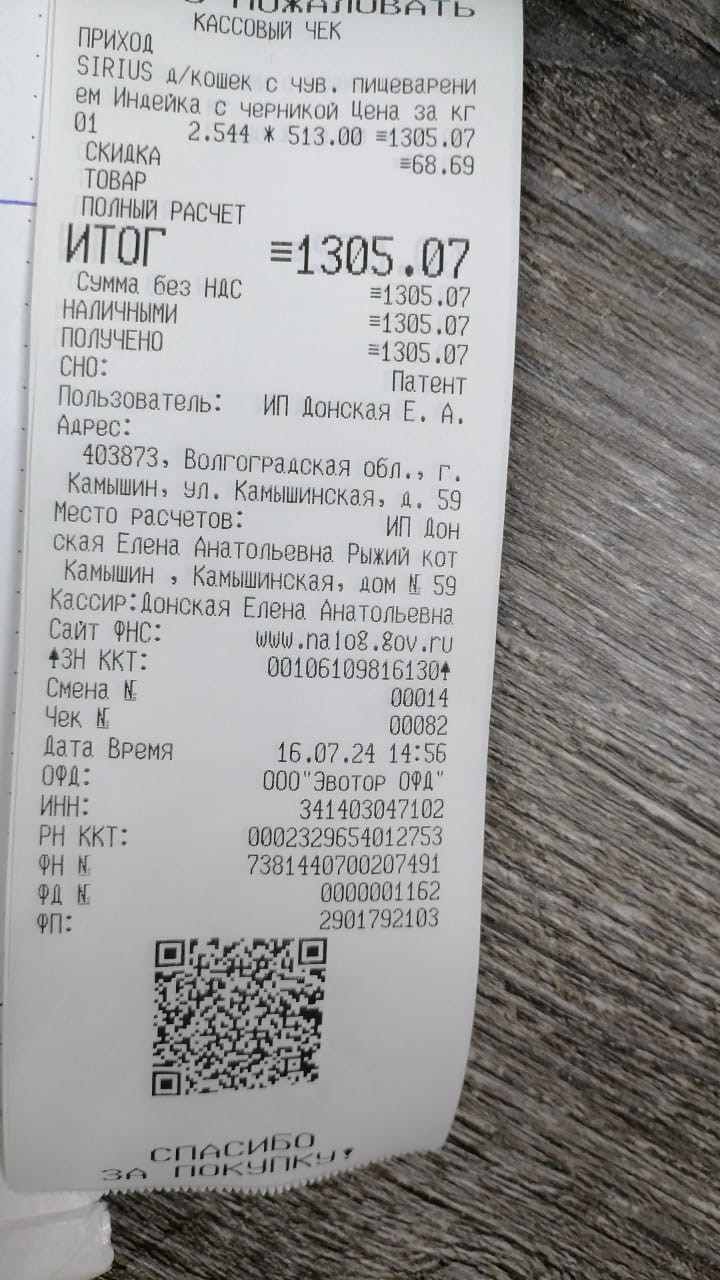 ПОЖАЛОВАТЬ
КАССОВЫЙ ЧЕК
ПРИХОД
SIRIUS д/кошек с чув. пищеварени
ем Индейка с черникой Цена за кг
01 2.544 * 513.00 ≡1305.07
СКИДКА ≡68.69
ТОВАР
ПОЛНЫЙ РАСЧЕТ
ИТОГ ≡1305.07
Сумма без НДС ≡1305.07
НАЛИЧНЫМИ ≡1305.07
ПОЛУЧЕНО ≡1305.07
СНО: Патент
Пользователь: ИП Донская Е. А.
Адрес:
403873, Волгоградская обл., г.
Камышин, ул. Камышинская, д. 59
Место расчетов: ИП Дон
ская Елена Анатольевна Рыжий кот
Камышин , Камышинская, дом № 59
Кассир:Донская Елена Анатольевна
Сайт ФНС: www.nalog.gov.ru
↑ЗН ККТ: 00106109816130↑
Смена № 00014
Чек № 00082
Дата Время 16.07.24 14:56
ОФД: ООО"Эвотор ОФД"
ИНН: 341403047102
РН ККТ: 0002329654012753
ФН № 7381440700207491
ФД № 0000001162
ФП: 2901792103
СПАСИБО
ЗА ПОКУПКУ!